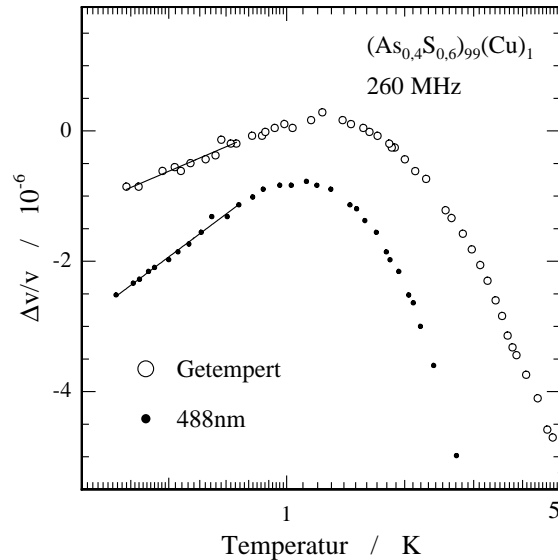 (As0,4S0,6)99(Cu)1
260 MHz
0
-2
-4
Δv/v / 10-6
Getempert
488nm
1
5
Temperatur / K